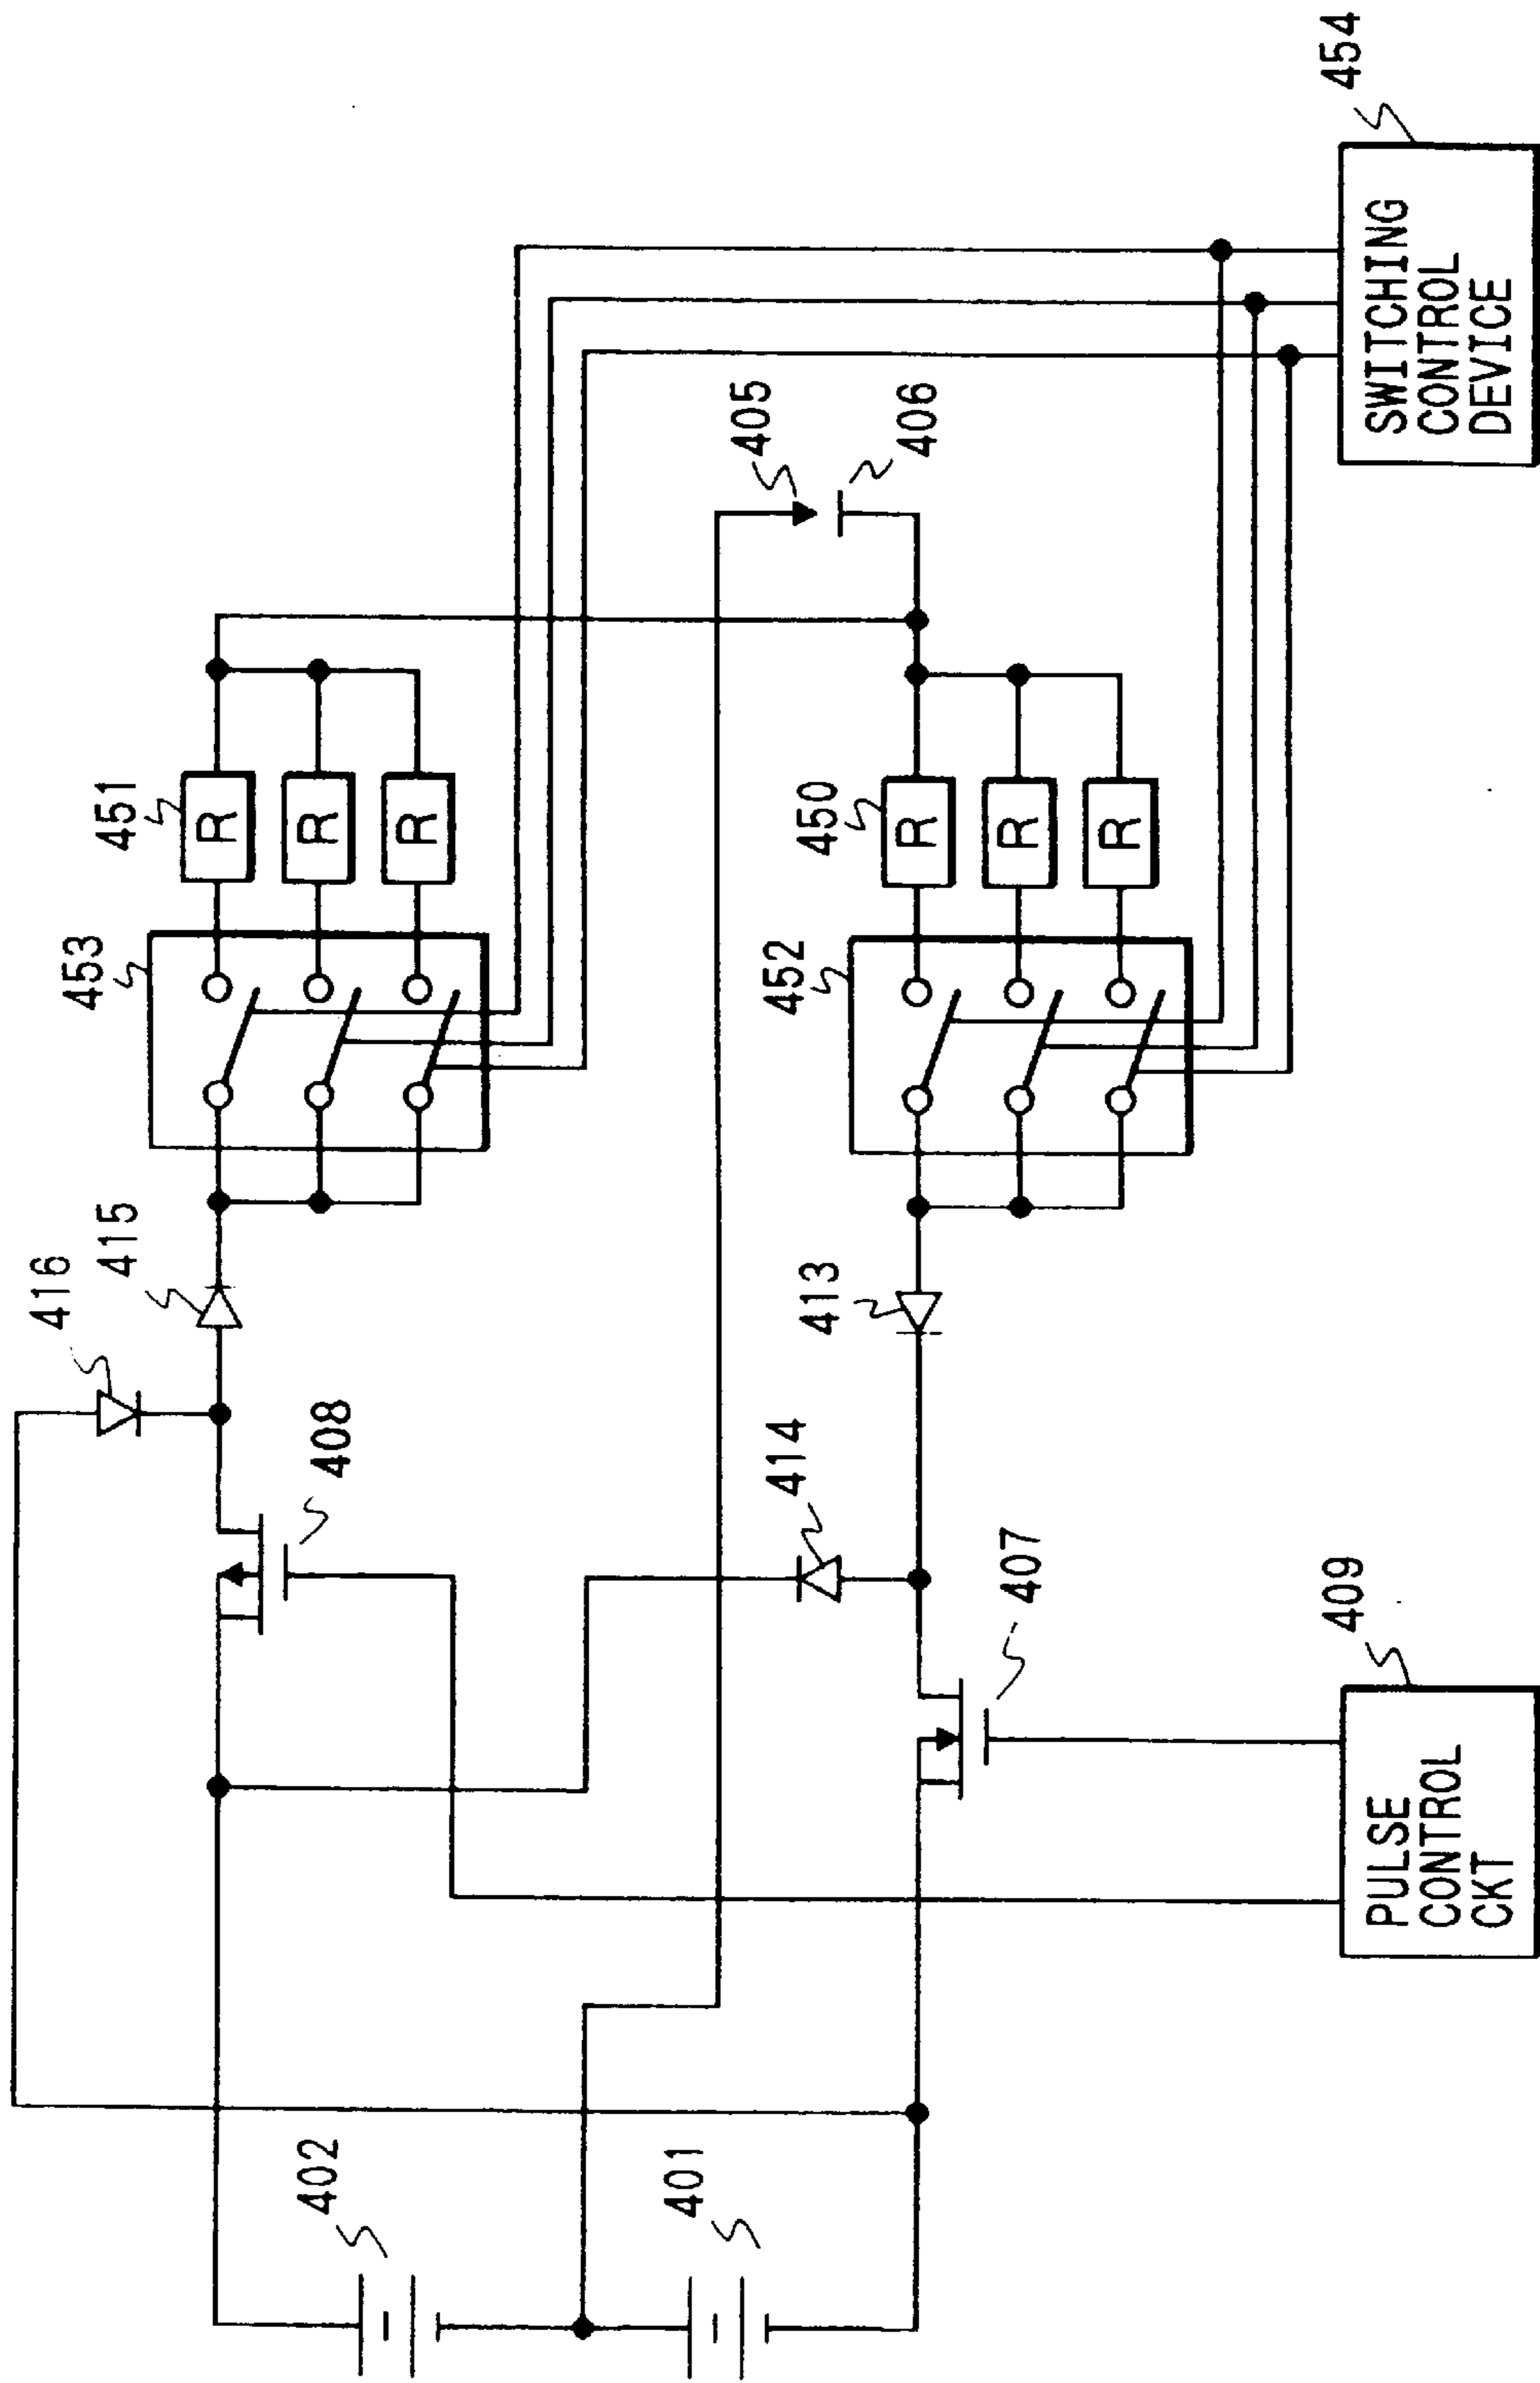 454
SWITCHING
CONTROL
DEVICE
405
406
451
R
R
R
450
R
R
R
453
452
416
415
413
408
414
407
409
PULSE
CONTROL
CKT
402
401